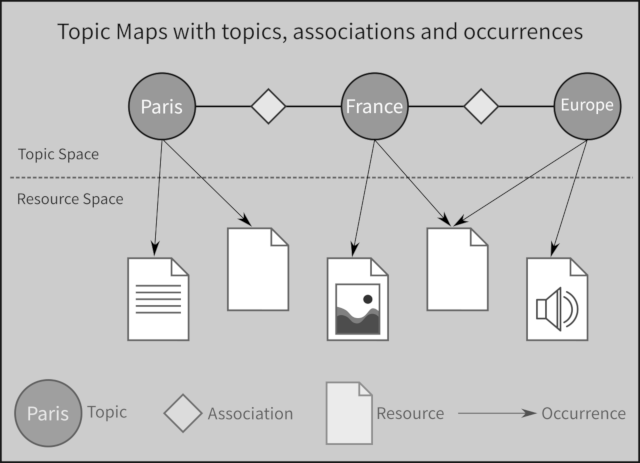 Topic Maps with topics, associations and occurrences
Paris
France
Europe
Topic Space
Resource Space
Paris
Topic
Association
Resource
Occurrence